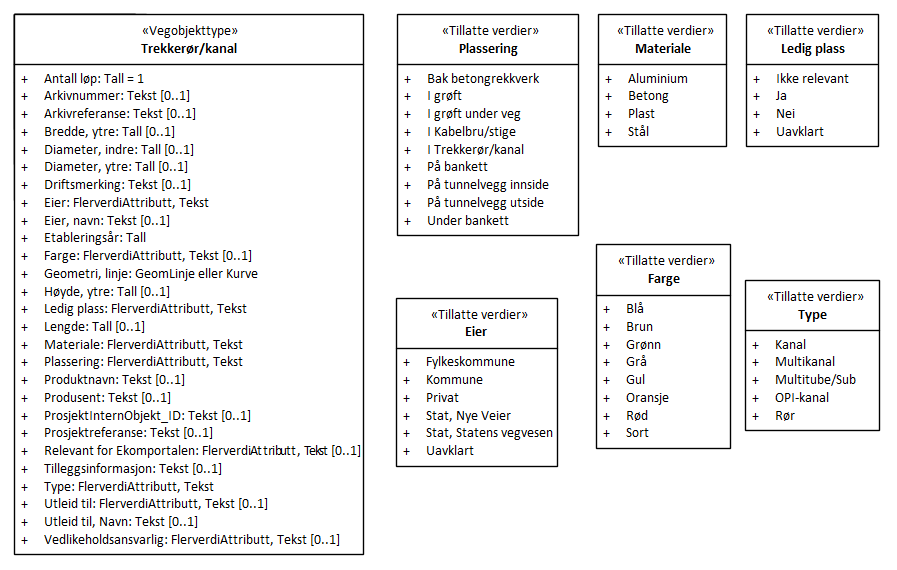 «Vegobjekttype»
Trekkerør/kanal
+ Antall løp: Tall = 1
+ Arkivnummer: Tekst [0..1]
+ Arkivreferanse: Tekst [0..1]
+ Bredde, ytre: Tall [0..1]
+ Diameter, indre: Tall [0..1]
+ Diameter, ytre: Tall [0..1]
+ Driftsmerking: Tekst [0..1]
+ Eier: FlerverdiAttributt, Tekst
+ Eier, navn: Tekst [0..1]
+ Etableringsår: Tall
+ Farge: FlerverdiAttributt, Tekst [0..1]
+ Geometri, linje: GeomLinje eller Kurve
+ Høyde, ytre: Tall [0..1]
+ Ledig plass: FlerverdiAttributt, Tekst
+ Lengde: Tall [0..1]
+ Materiale: FlerverdiAttributt, Tekst
+ Plassering: FlerverdiAttributt, Tekst
+ Produktnavn: Tekst [0..1]
+ Produsent: Tekst [0..1]
+ ProsjektInternObjekt_ID: Tekst [0..1]
+ Prosjektreferanse: Tekst [0..1]
+ Relevant for Ekomportalen: FlerverdiAttributt, Tekst [0..1]
+ Tilleggsinformasjon: Tekst [0..1]
+ Type: FlerverdiAttributt, Tekst
+ Utleid til: FlerverdiAttributt, Tekst [0..1]
+ Utleid til, Navn: Tekst [0..1]
+ Vedlikeholdsansvarlig: FlerverdiAttributt, Tekst [0..1]
«Tillatte verdier»
Plassering
+ Bak betongrekkverk
+ I grøft
+ I grøft under veg
+ I Kabelbru/stige
+ I Trekkerør/kanal
+ På bankett
+ På tunnelvegg innside
+ På tunnelvegg utside
+ Under bankett
«Tillatte verdier»
Materiale
+ Aluminium
+ Betong
+ Plast
+ Stål
«Tillatte verdier»
Ledig plass
+ Ikke relevant
+ Ja
+ Nei
+ Uavklart
«Tillatte verdier»
Eier
+ Fylkeskommune
+ Kommune
+ Privat
+ Stat, Nye Veier
+ Stat, Statens vegvesen
+ Uavklart
«Tillatte verdier»
Farge
+ Blå
+ Brun
+ Grønn
+ Grå
+ Gul
+ Oransje
+ Rød
+ Sort
«Tillatte verdier»
Type
+ Kanal
+ Multikanal
+ Multitube/Sub
+ OPI-kanal
+ Rør